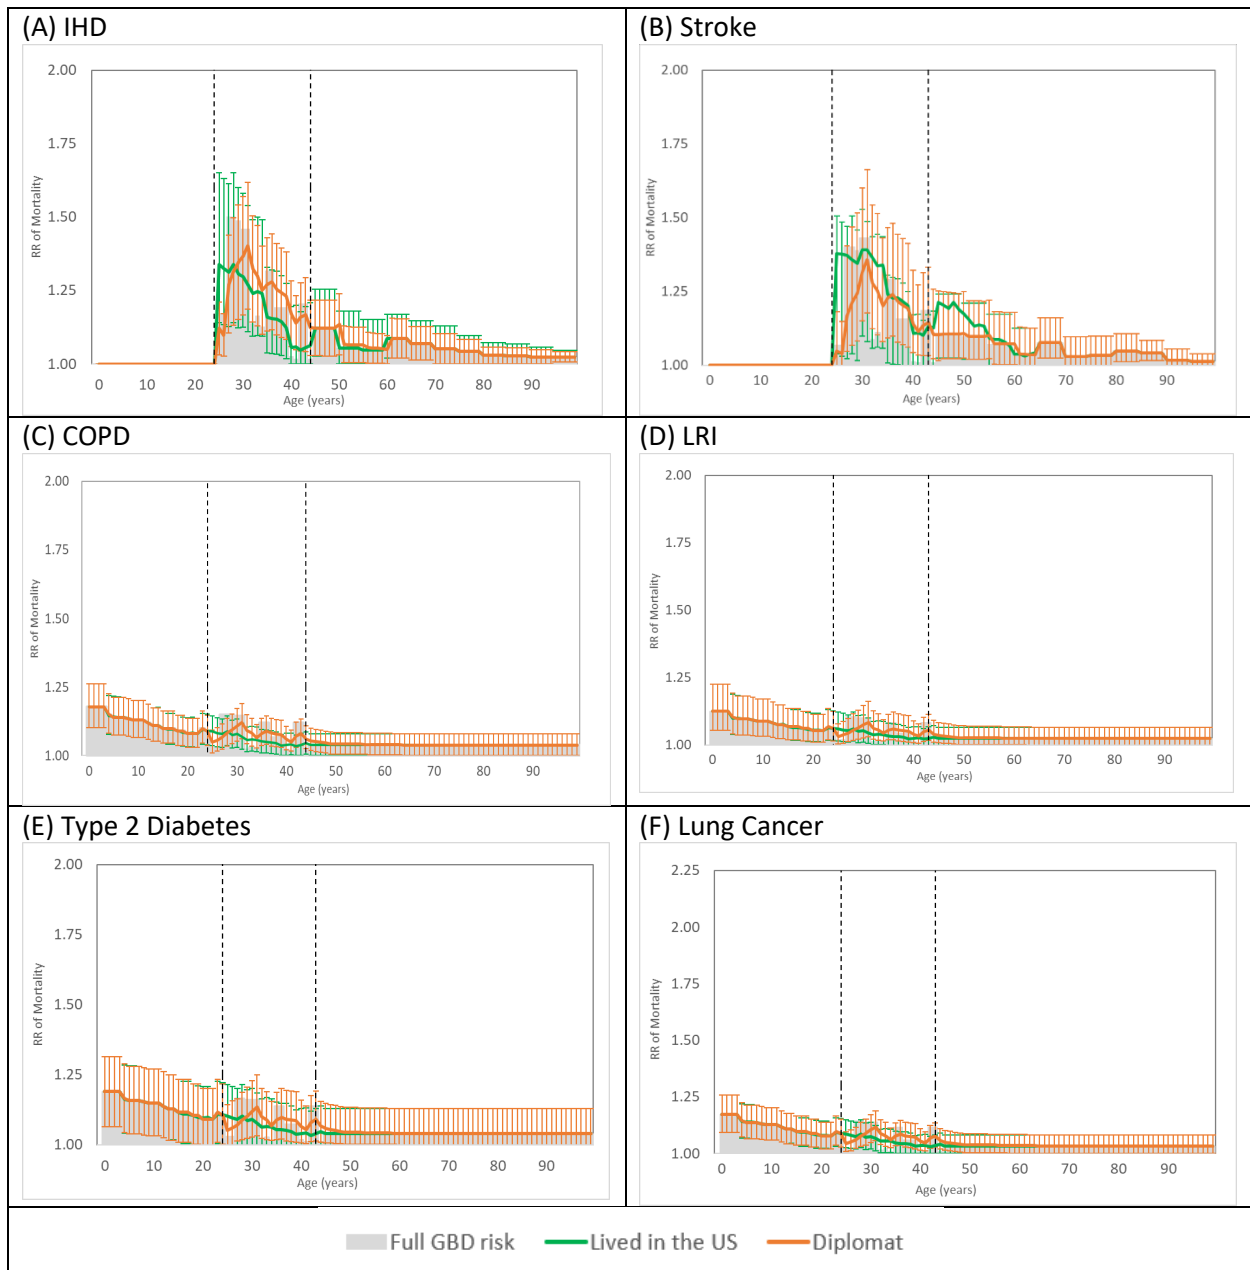 (A) IHD
2.00
1.75
1.50
1.25
1.00
RR of Mortality
0 10 20 30 40 50 60 70 80 90
Age (years)
(B) Stroke
2.00
1.75
1.50
1.25
1.00
RR of Mortality
0 10 20 30 40 50 60 70 80 90
Age (years)
(C) COPD
2.00
1.75
1.50
1.25
1.00
RR of Mortality
0 10 20 30 40 50 60 70 80 90
Age (years)
(D) LRI
2.00
1.75
1.50
1.25
1.00
RR of Mortality
0 10 20 30 40 50 60 70 80 90
Age (years)
(E) Type 2 Diabetes
2.00
1.75
1.50
1.25
1.00
RR of Mortality
0 10 20 30 40 50 60 70 80 90
Age (years)
(F) Lung Cancer
2.25
2.00
1.75
1.50
1.25
1.00
RR of Mortality
0 10 20 30 40 50 60 70 80 90
Age (years)
Full GBD risk Lived in the US Diplomat